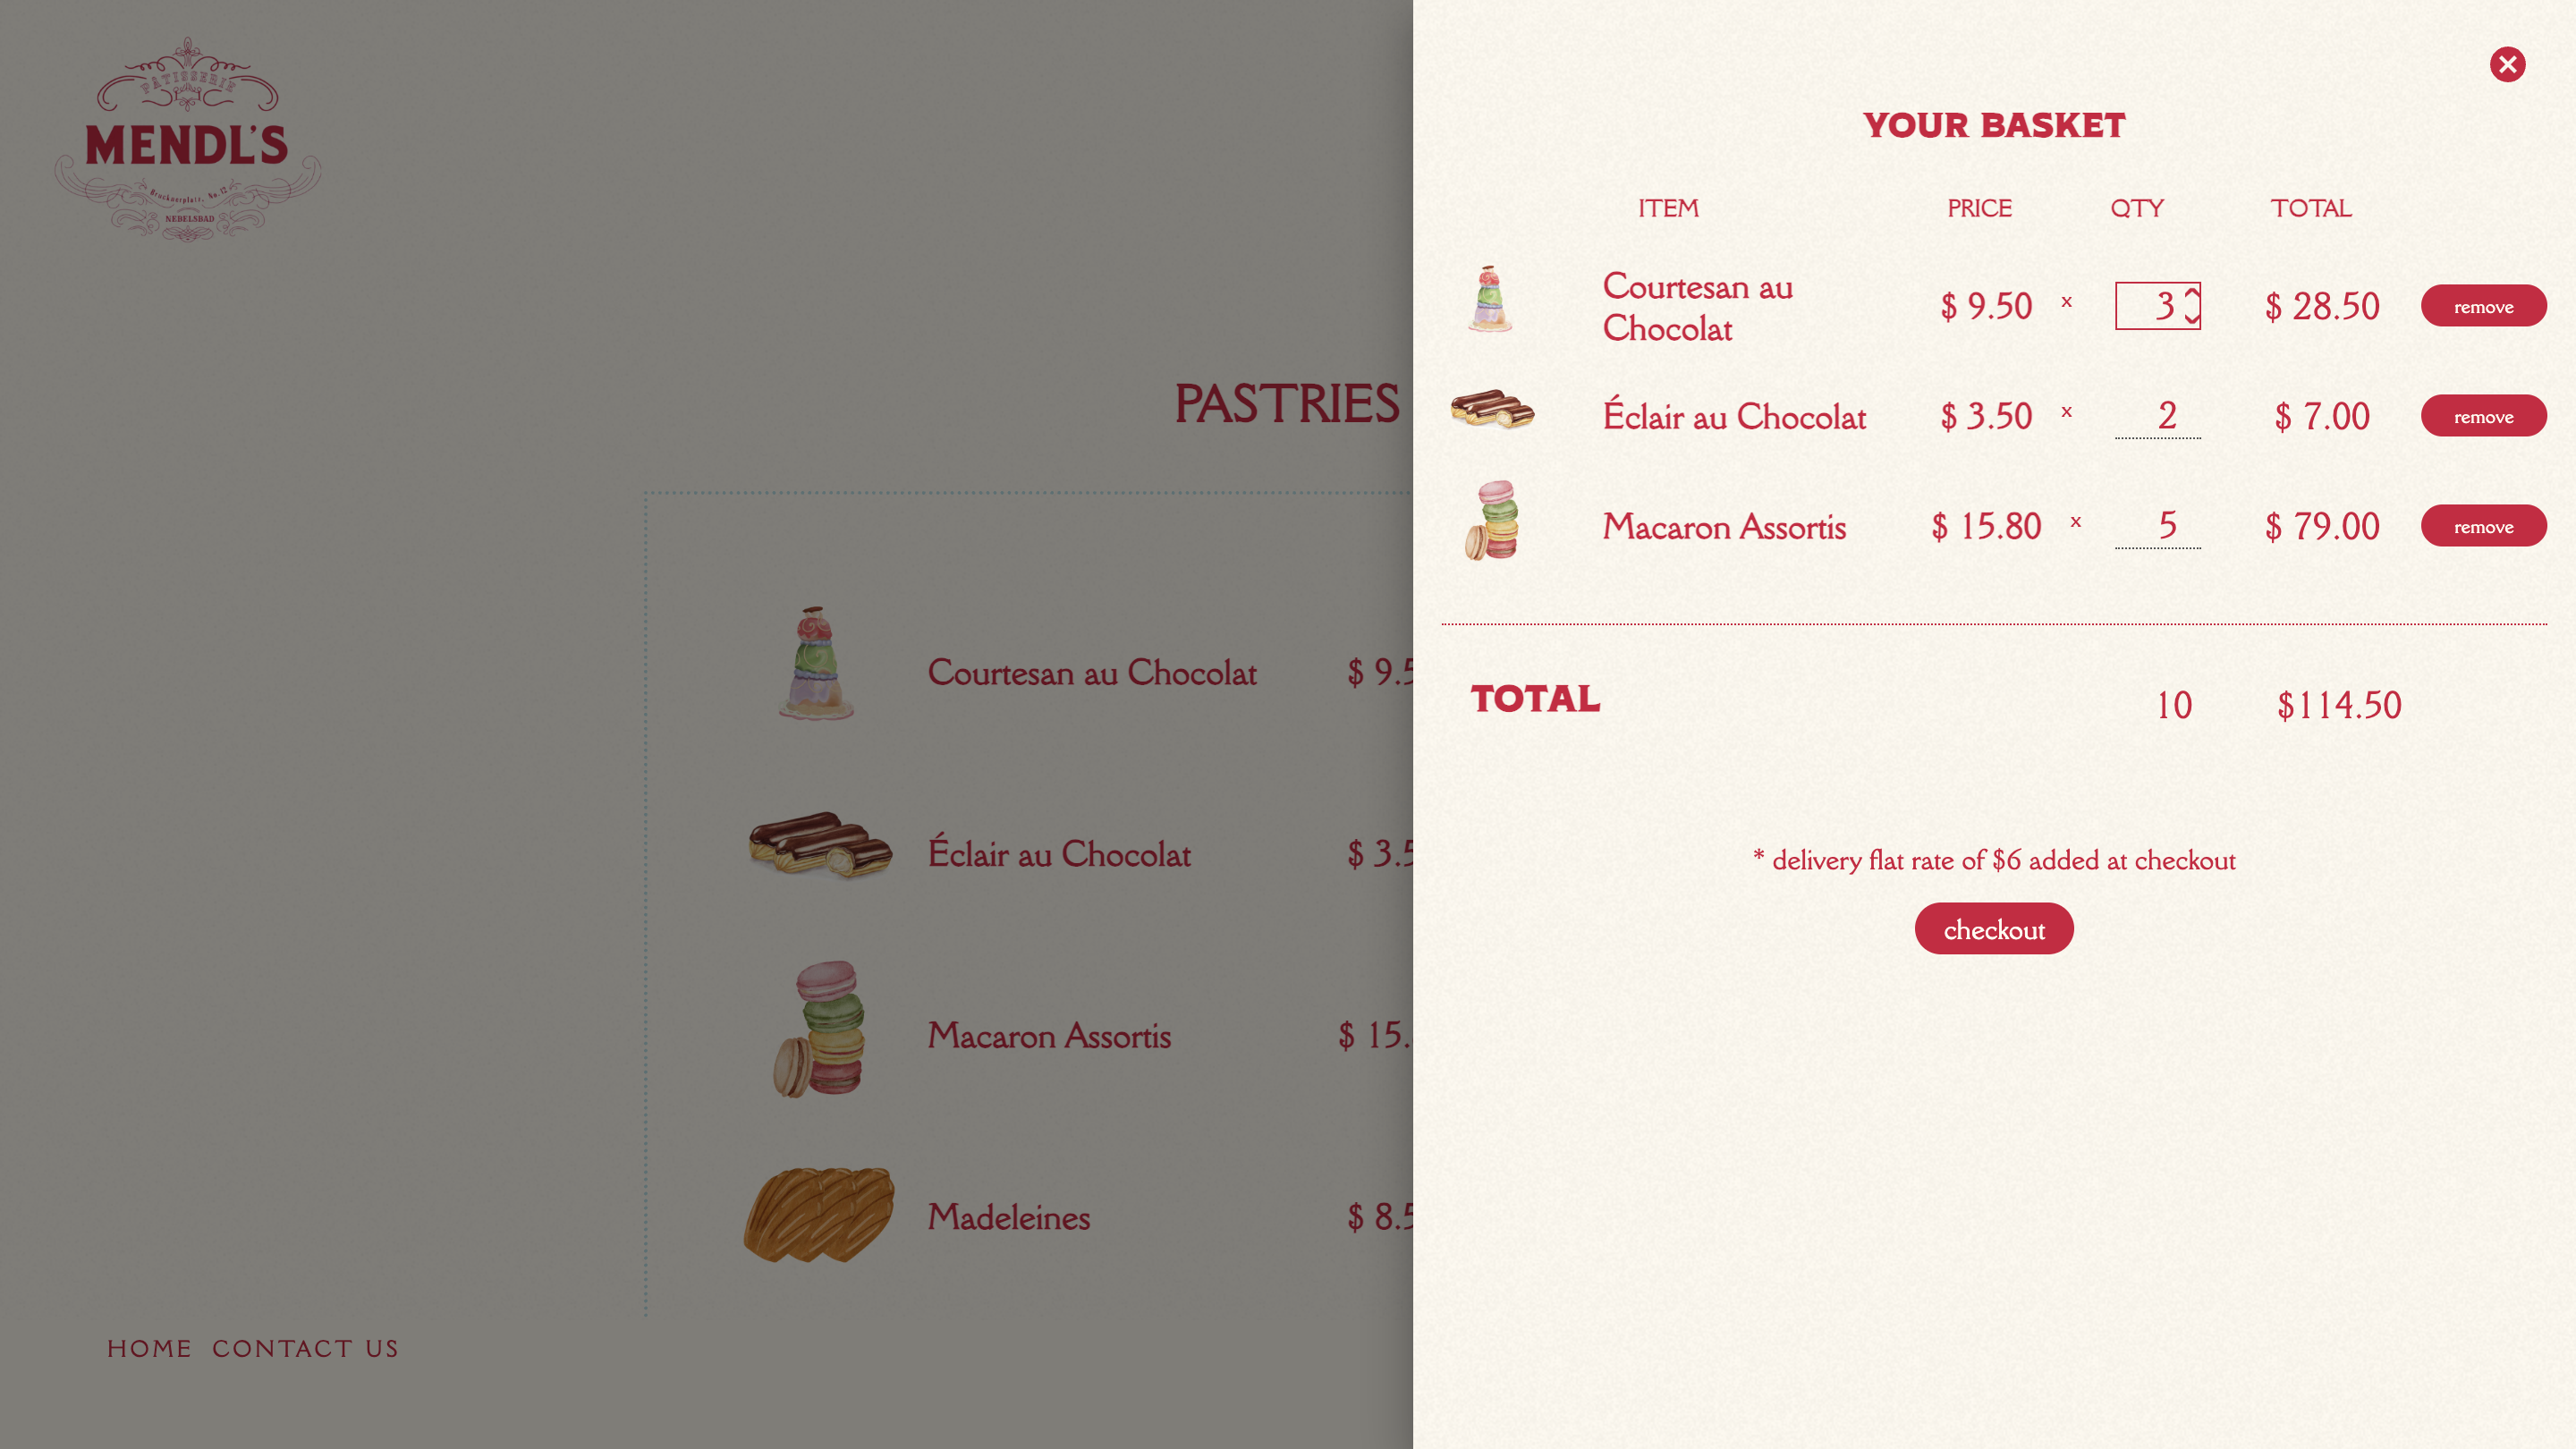 PATISSERIE
MENDL'S
Brucknerplatz. No. 12
NEBELSBAD
PASTRIES
Courtesan au Chocolat $ 9.5
Éclair au Chocolat $ 3.5
Macaron Assortis $ 15.
Madeleines $ 8.5
HOME CONTACT US
YOUR BASKET
ITEM PRICE QTY TOTAL
Courtesan au
Chocolat
$ 9.50 x 3 $ 28.50 remove
Éclair au Chocolat $ 3.50 x 2 $ 7.00 remove
Macaron Assortis $ 15.80 x 5 $ 79.00 remove
TOTAL 10 $114.50
* delivery flat rate of $6 added at checkout
checkout